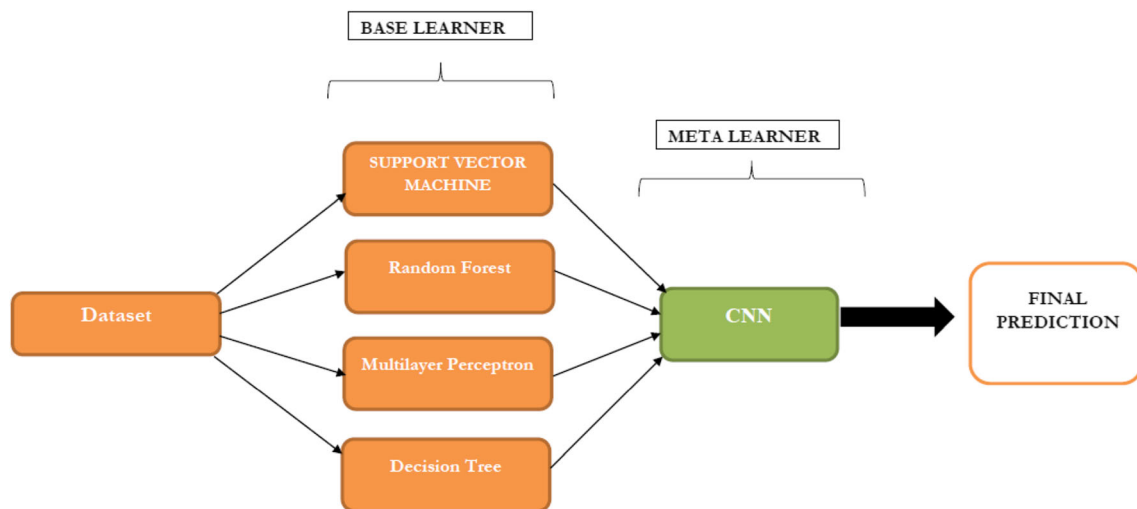 BASE LEARNER
META LEARNER
SUPPORT VECTOR
MACHINE
Random Forest
Dataset
CNN
FINAL
PREDICTION
Multilayer Perceptron
Decision Tree